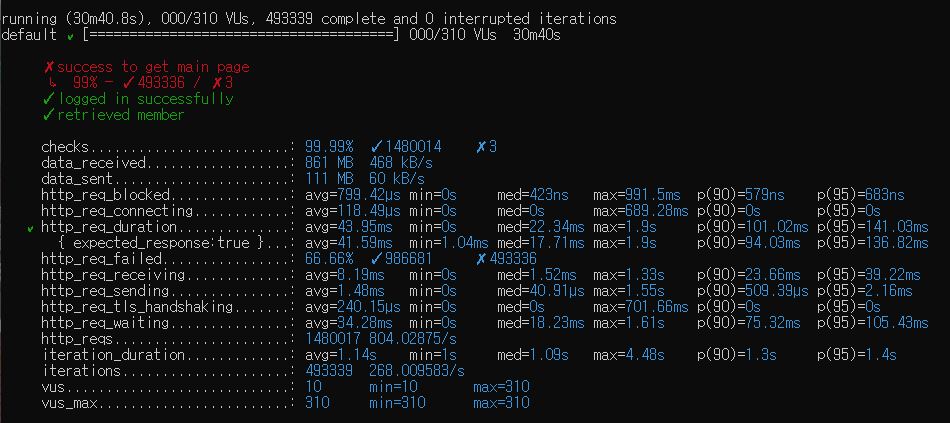 running (30m40.8s), 000/310 VUs, 493339 complete and 0 interrupted iterations
default ✓ [======================================] 000/310 VUs  30m40s
✗ success to get main page
↳  99% — ✓ 493336 / ✗ 3
✓ logged in successfully
✓ retrieved member
checks.........................: 99.99%  ✓ 1480014     ✗ 3
data_received..................: 861 MB  468 kB/s
data_sent......................: 111 MB  60 kB/s
http_req_blocked...............: avg=799.42µs min=0s      med=423ns   max=991.5ms  p(90)=579ns    p(95)=683ns
http_req_connecting............: avg=118.49µs min=0s      med=0s      max=689.28ms p(90)=0s       p(95)=0s
✓ http_req_duration..............: avg=43.95ms  min=0s      med=22.34ms max=1.9s     p(90)=101.02ms p(95)=141.03ms
{ expected_response:true }...: avg=41.59ms  min=1.04ms  med=17.71ms max=1.9s     p(90)=94.03ms  p(95)=136.82ms
http_req_failed................: 66.66%  ✓ 986681      ✗ 493336
http_req_receiving.............: avg=8.19ms   min=0s      med=1.52ms  max=1.33s    p(90)=23.66ms  p(95)=39.22ms
http_req_sending...............: avg=1.48ms   min=0s      med=40.91µs max=1.55s    p(90)=509.39µs p(95)=2.16ms
http_req_tls_handshaking.......: avg=240.15µs min=0s      med=0s      max=701.66ms p(90)=0s       p(95)=0s
http_req_waiting...............: avg=34.28ms  min=0s      med=18.23ms max=1.61s    p(90)=75.32ms  p(95)=105.43ms
http_reqs......................: 1480017 804.02875/s
iteration_duration.............: avg=1.14s    min=1s      med=1.09s   max=4.48s    p(90)=1.3s     p(95)=1.4s
iterations.....................: 493339  268.009583/s
vus............................: 10      min=10        max=310
vus_max........................: 310     min=310       max=310